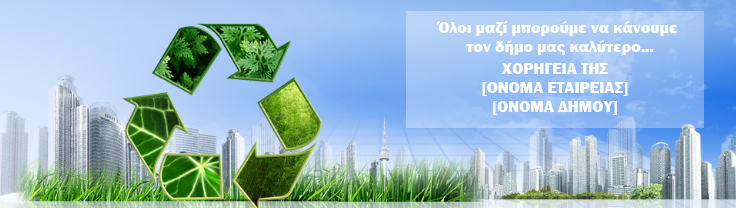 Όλοι μαζί μπορούμε να κάνουμε
τον δήμο μας καλύτερο...
ΧΟΡΗΓΕΙΑ ΤΗΣ
[ΟΝΟΜΑ ΕΤΑΙΡΕΙΑΣ]
[ΟΝΟΜΑ ΔΗΜΟΥ]